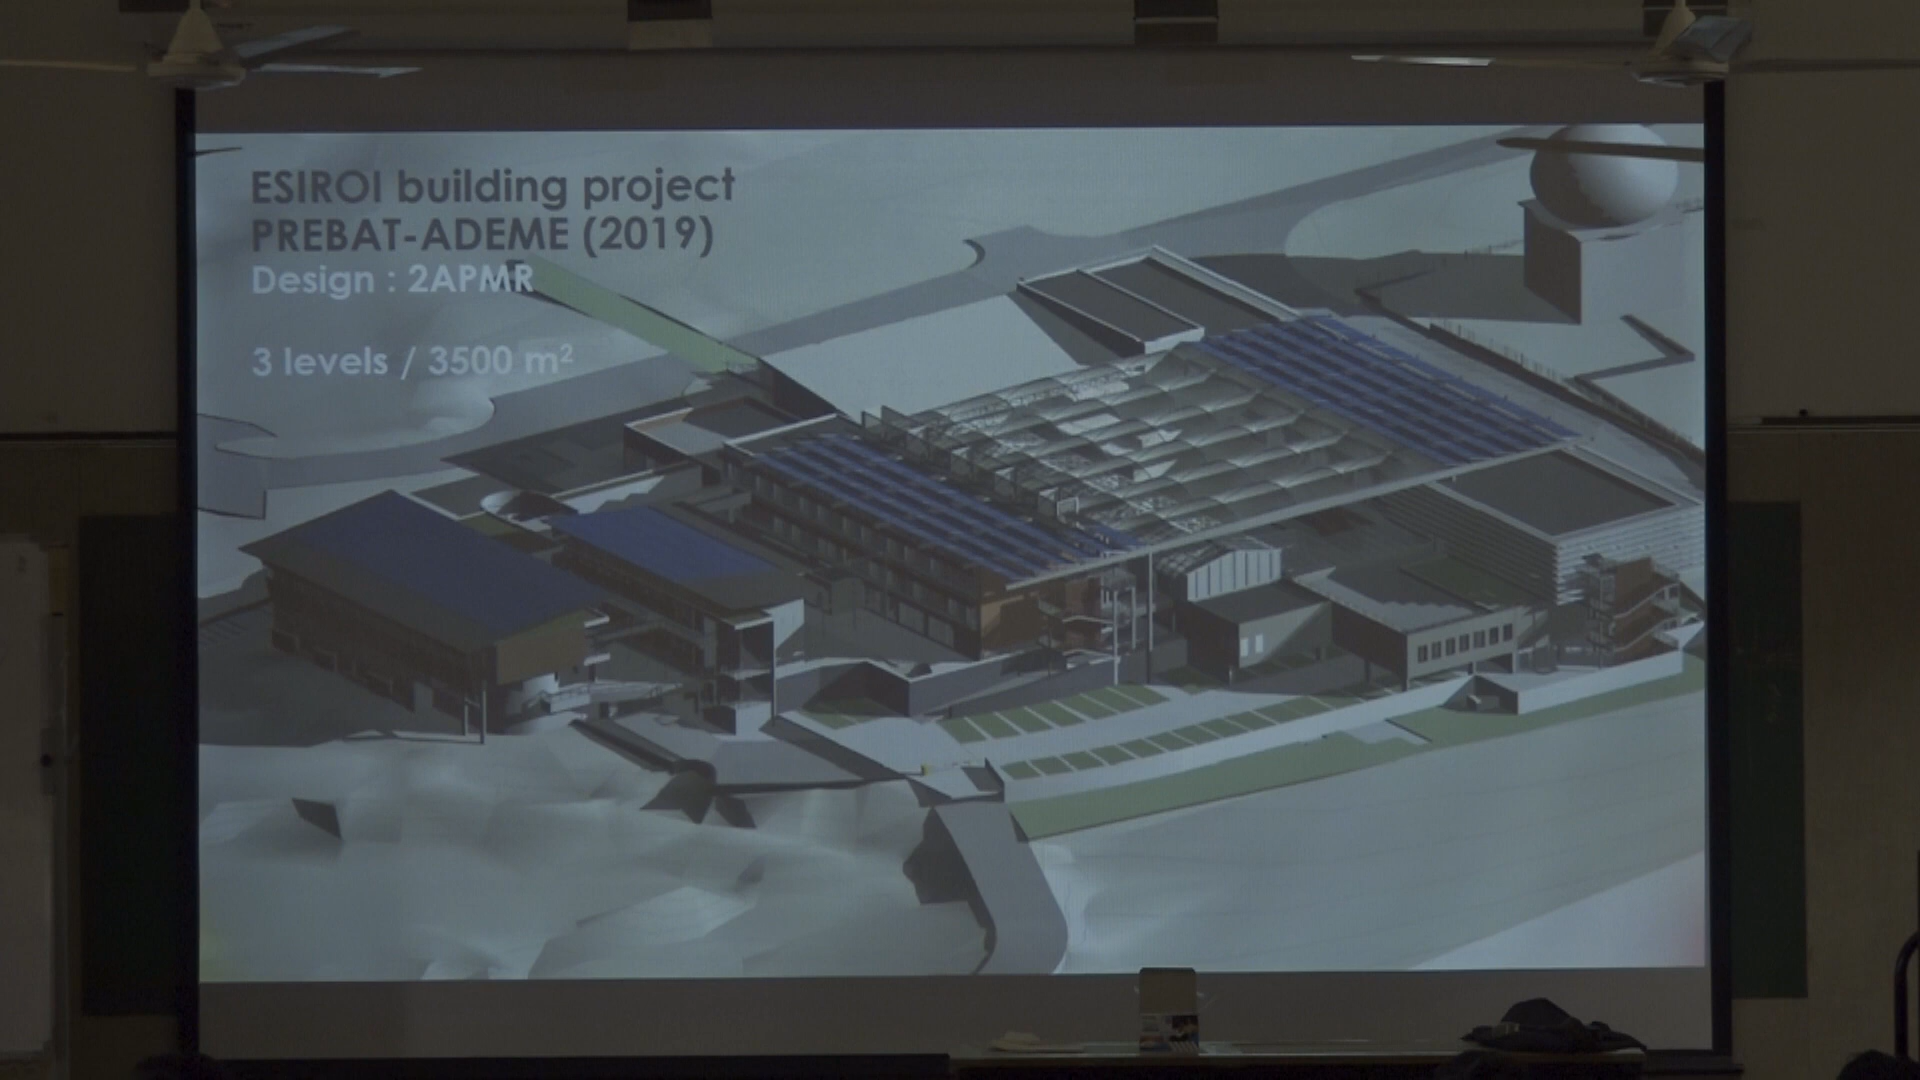 ESIROI building project
PREBAT-ADEME (2019)
Design : 2APMR
3 levels / 3500 m²